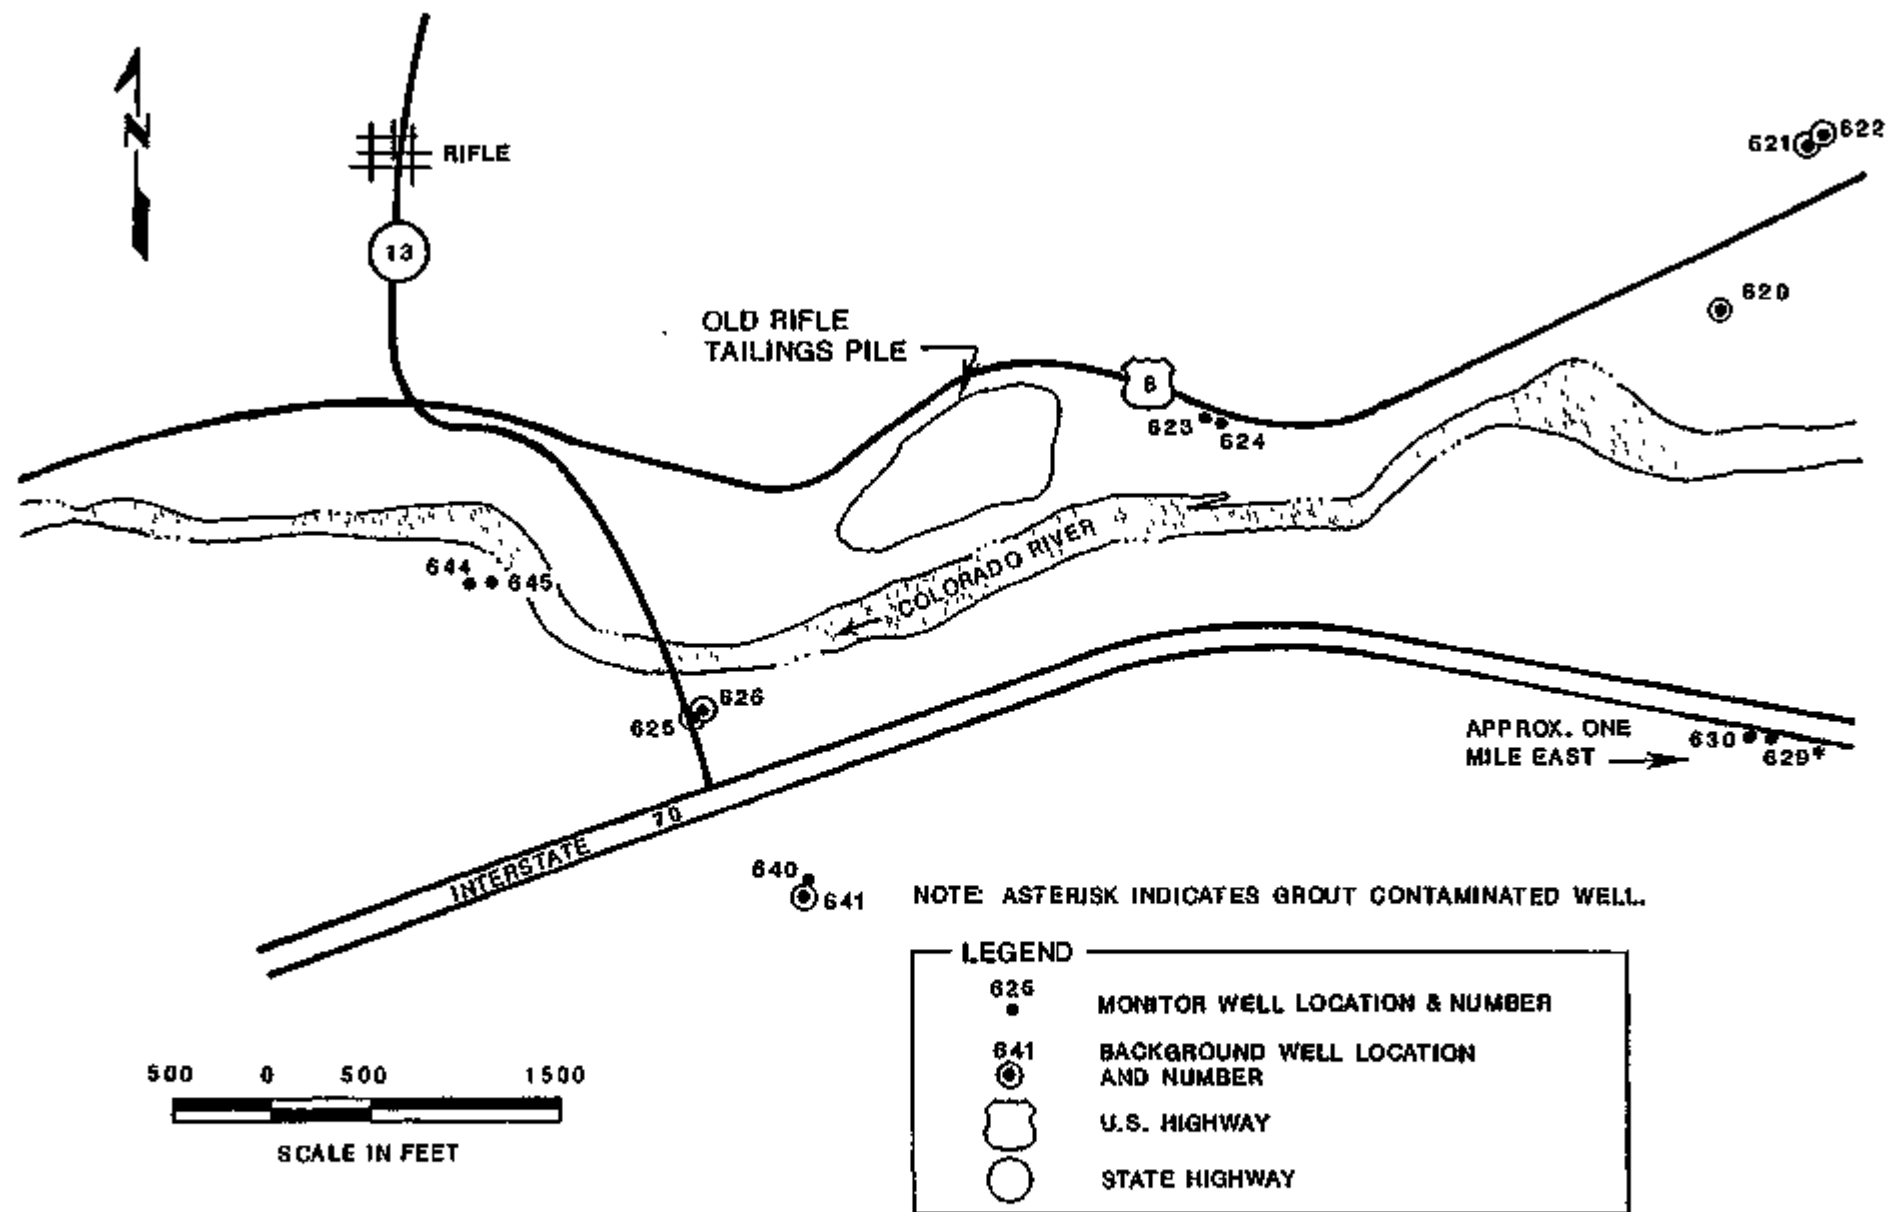 N
RIFLE
13
622
621
620
OLD RIFLE
TAILINGS PILE
6
623
624
COLORADO RIVER
644
645
626
625
APPROX. ONE
MILE EAST
630
629*
INTERSTATE 70
640
641
NOTE: ASTERISK INDICATES GROUT CONTAMINATED WELL.
LEGEND
625
MONITOR WELL LOCATION & NUMBER
641
BACKGROUND WELL LOCATION
AND NUMBER
U.S. HIGHWAY
STATE HIGHWAY
500 0 500 1500
SCALE IN FEET